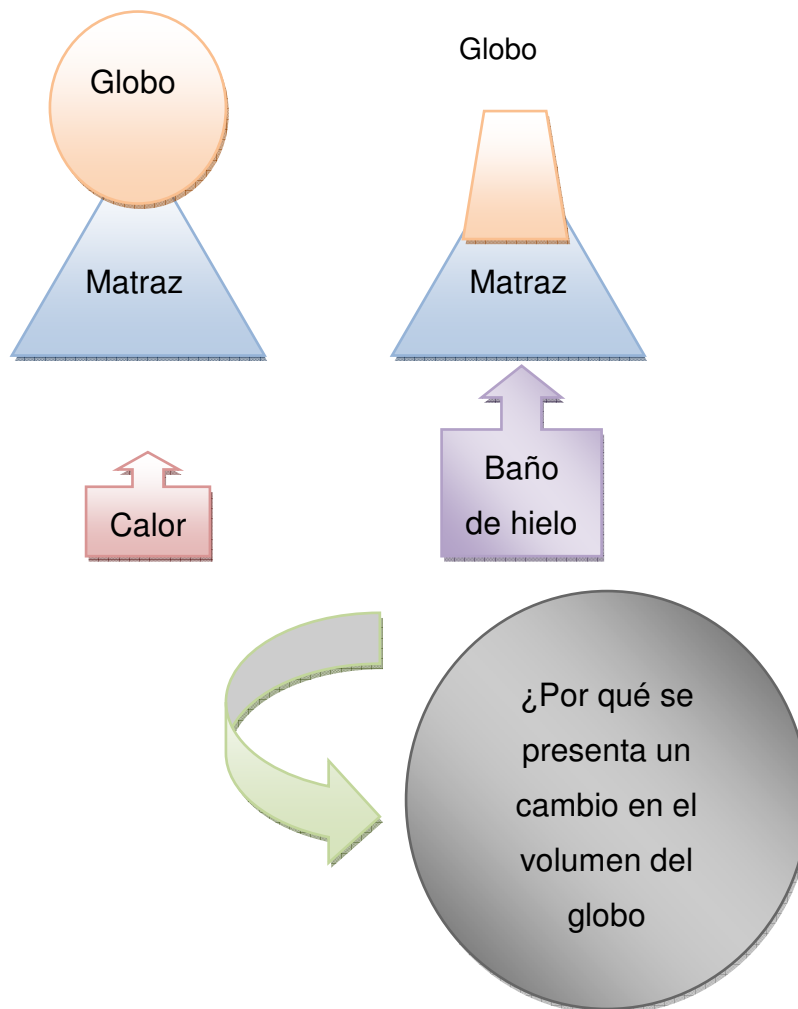 Globo
Globo
Matraz
Matraz
Calor
Baño
de hielo
¿Por qué se
presenta un
cambio en el
volumen del
globo